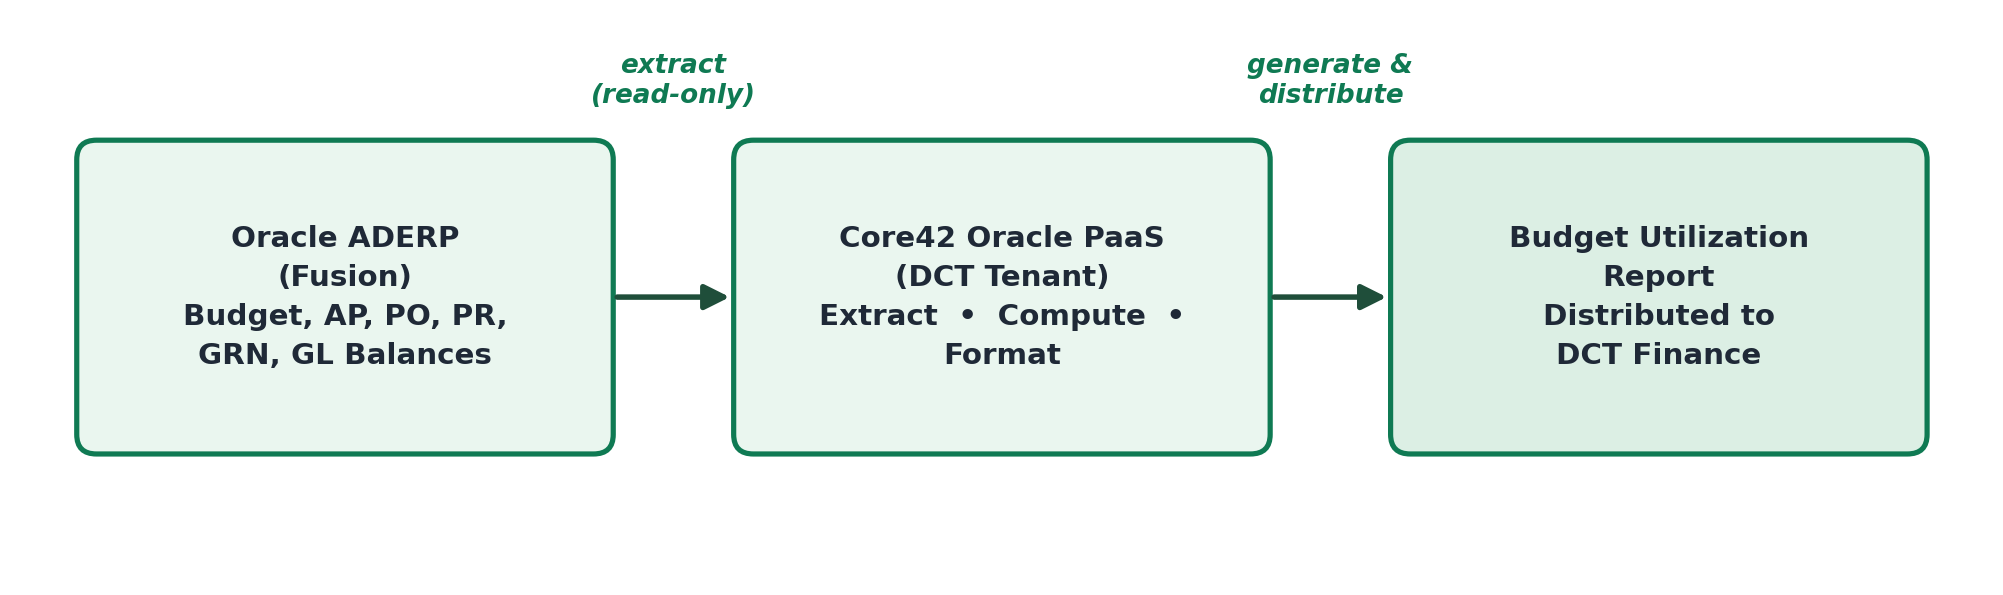 extract
(read-only)
generate &
distribute
Oracle ADERP
(Fusion)
Budget, AP, PO, PR,
GRN, GL Balances
Core42 Oracle PaaS
(DCT Tenant)
Extract • Compute •
Format
Budget Utilization
Report
Distributed to
DCT Finance